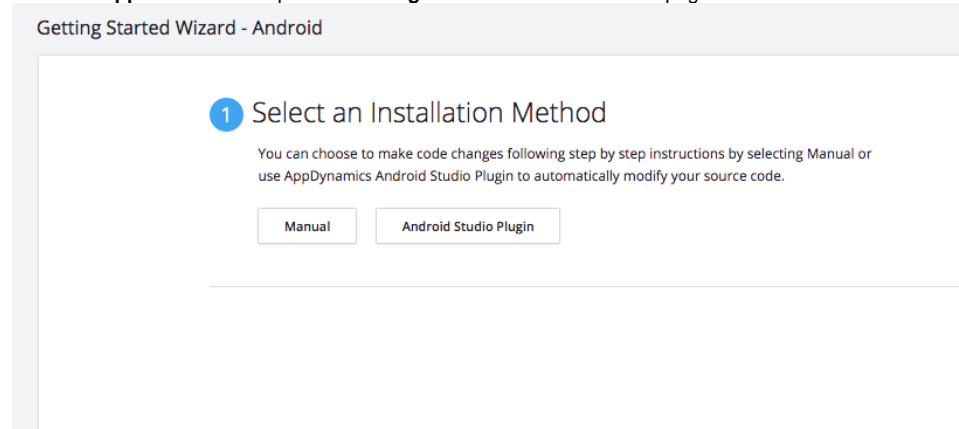 Getting Started Wizard - Android
1 Select an Installation Method
You can choose to make code changes following step by step instructions by selecting Manual or
use AppDynamics Android Studio Plugin to automatically modify your source code.
Manual Android Studio Plugin